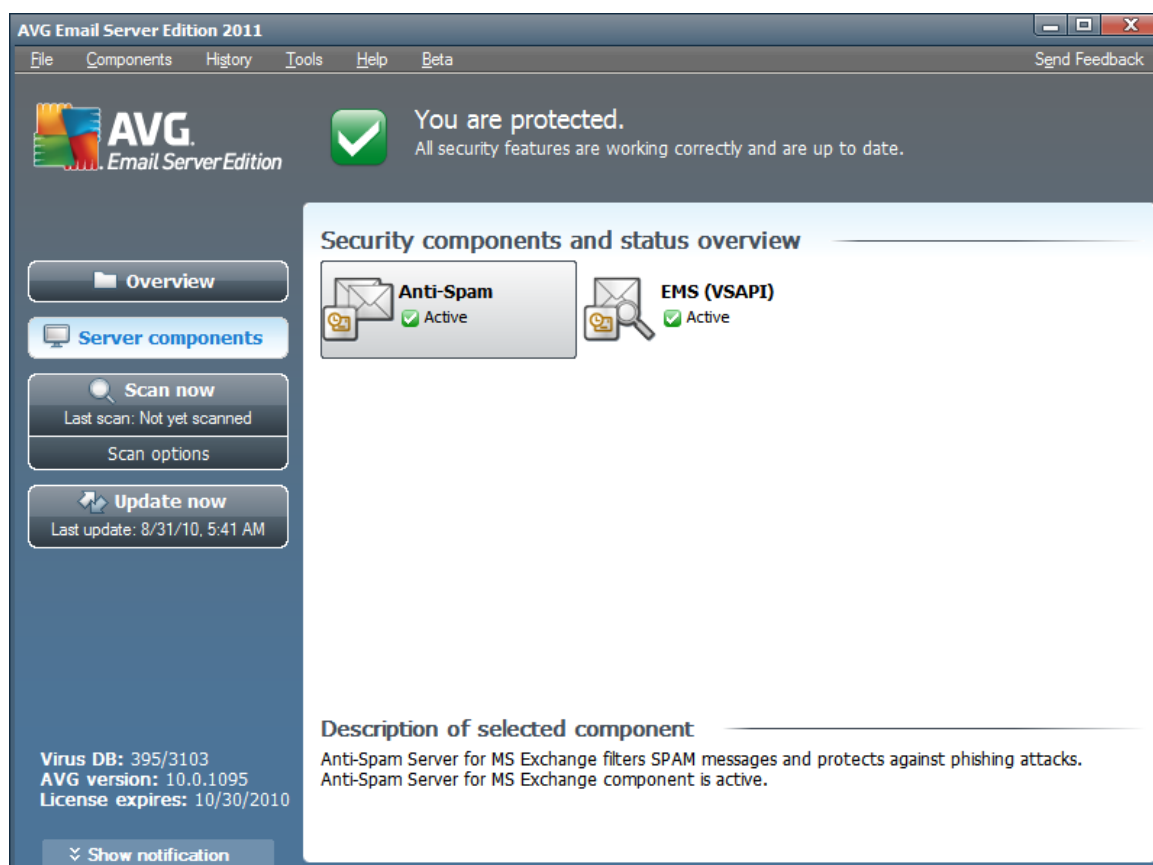 AVG Email Server Edition 2011
File Components History Tools Help Beta Send Feedback
AVG.
Email Server Edition
You are protected.
All security features are working correctly and are up to date.
Overview
Server components
Scan now
Last scan: Not yet scanned
Scan options
Update now
Last update: 8/31/10, 5:41 AM
Virus DB: 395/3103
AVG version: 10.0.1095
License expires: 10/30/2010
Show notification
Security components and status overview
Anti-Spam
Active
EMS (VSAPI)
Active
Description of selected component
Anti-Spam Server for MS Exchange filters SPAM messages and protects against phishing attacks.
Anti-Spam Server for MS Exchange component is active.